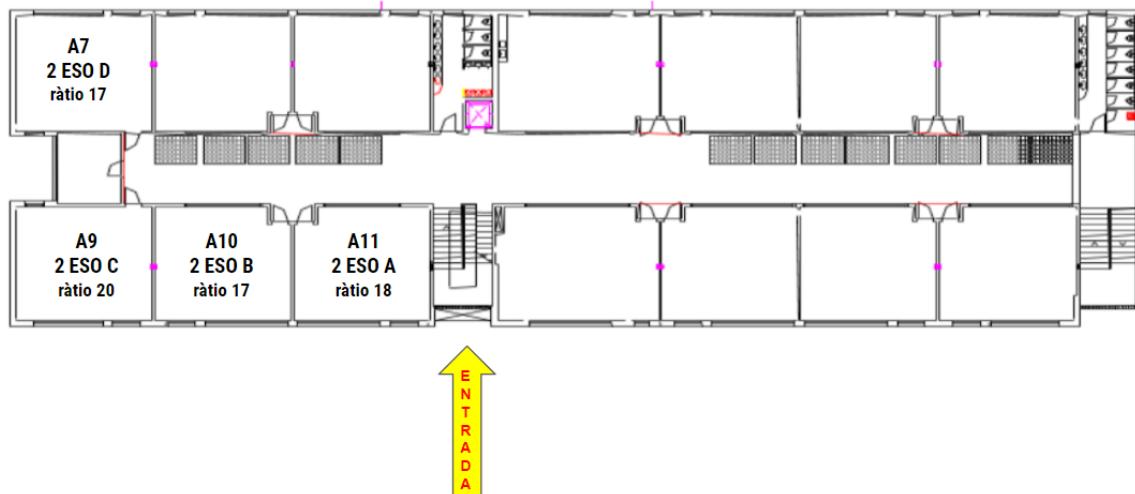 A7
2 ESO D
ràtio 17
A9
2 ESO C
ràtio 20
A10
2 ESO B
ràtio 17
A11
2 ESO A
ràtio 18
ENTRADA